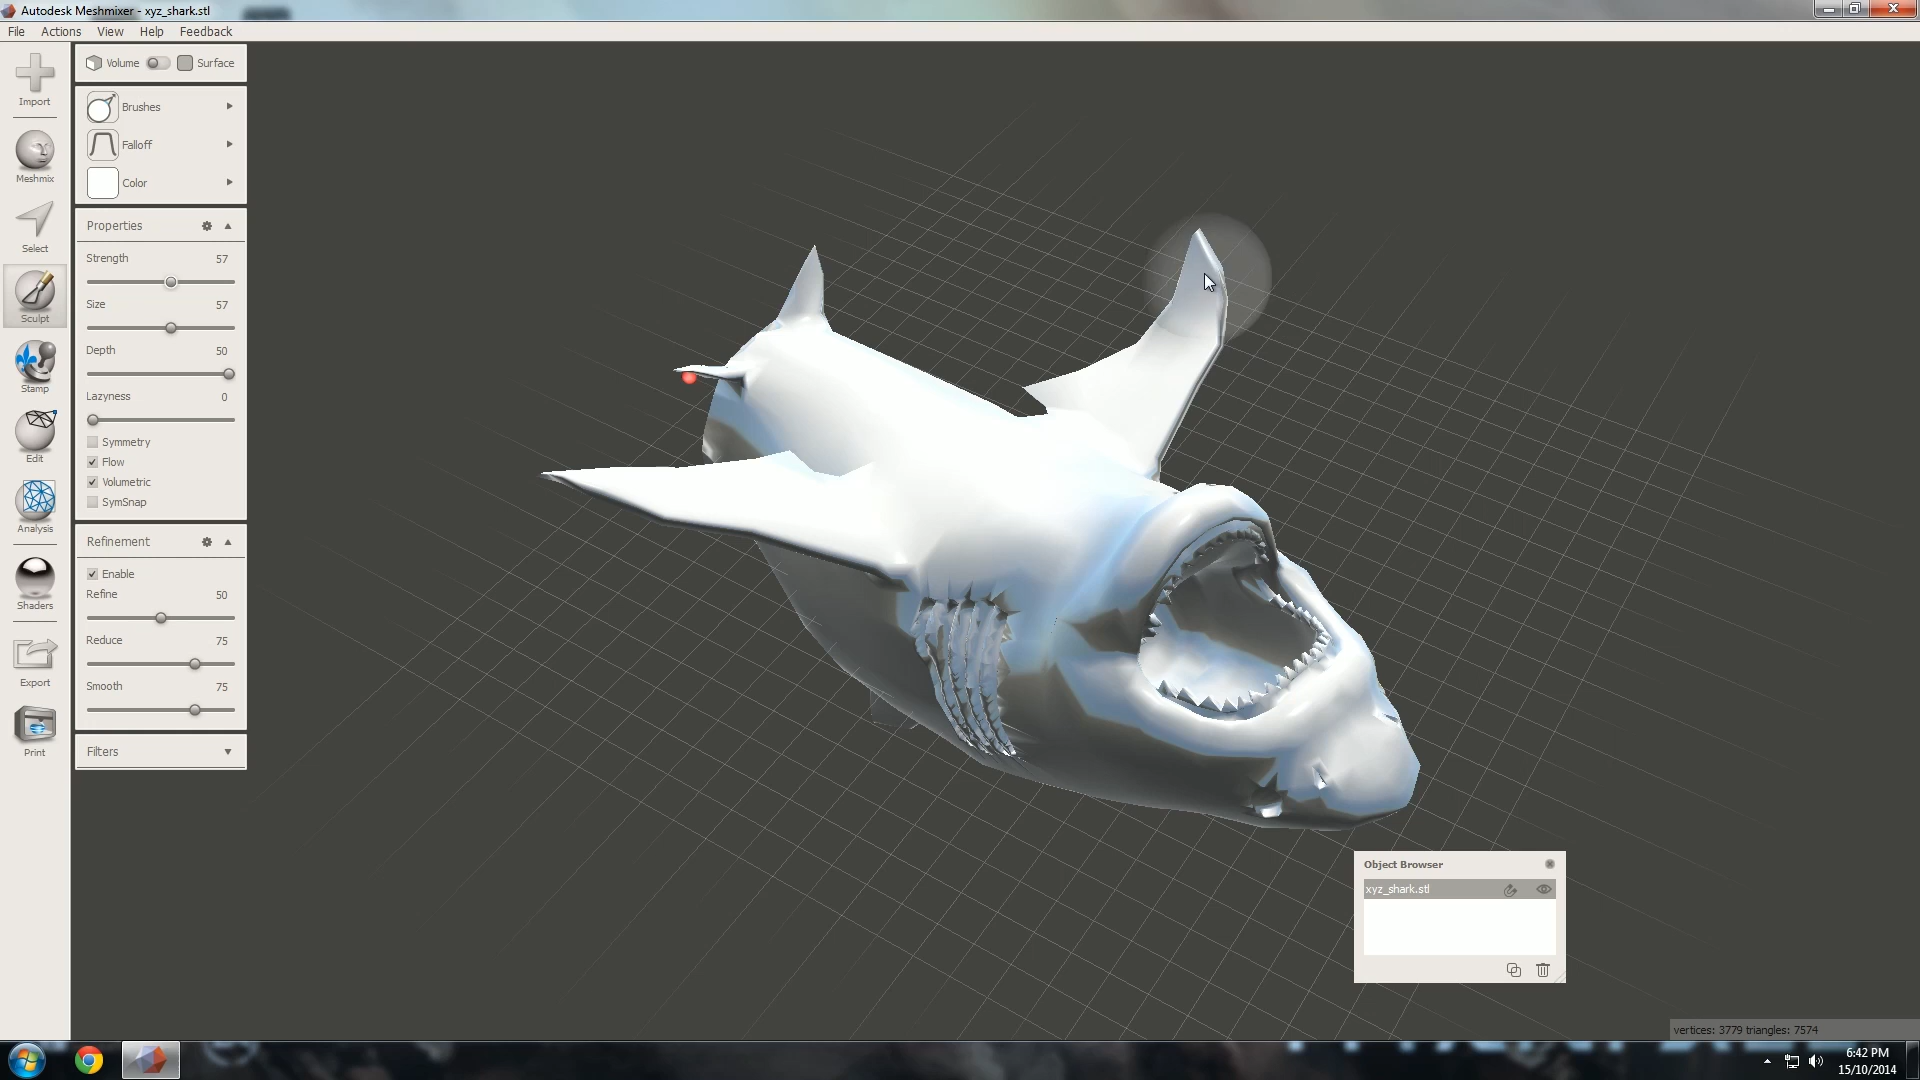 Autodesk Meshmixer - xyz_shark.stl
File Actions View Help Feedback
Import
Meshmix
Select
Sculpt
Stamp
Edit
Analysis
Shaders
Export
Print
Volume Surface
Brushes
Falloff
Color
Properties
Strength 57
Size 57
Depth 50
Lazyness 0
Symmetry
Flow
Volumetric
SymSnap
Refinement
Enable
Refine 50
Reduce 75
Smooth 75
Filters
Object Browser
xyz_shark.stl
vertices: 3779 triangles: 7574
6:42 PM
15/10/2014